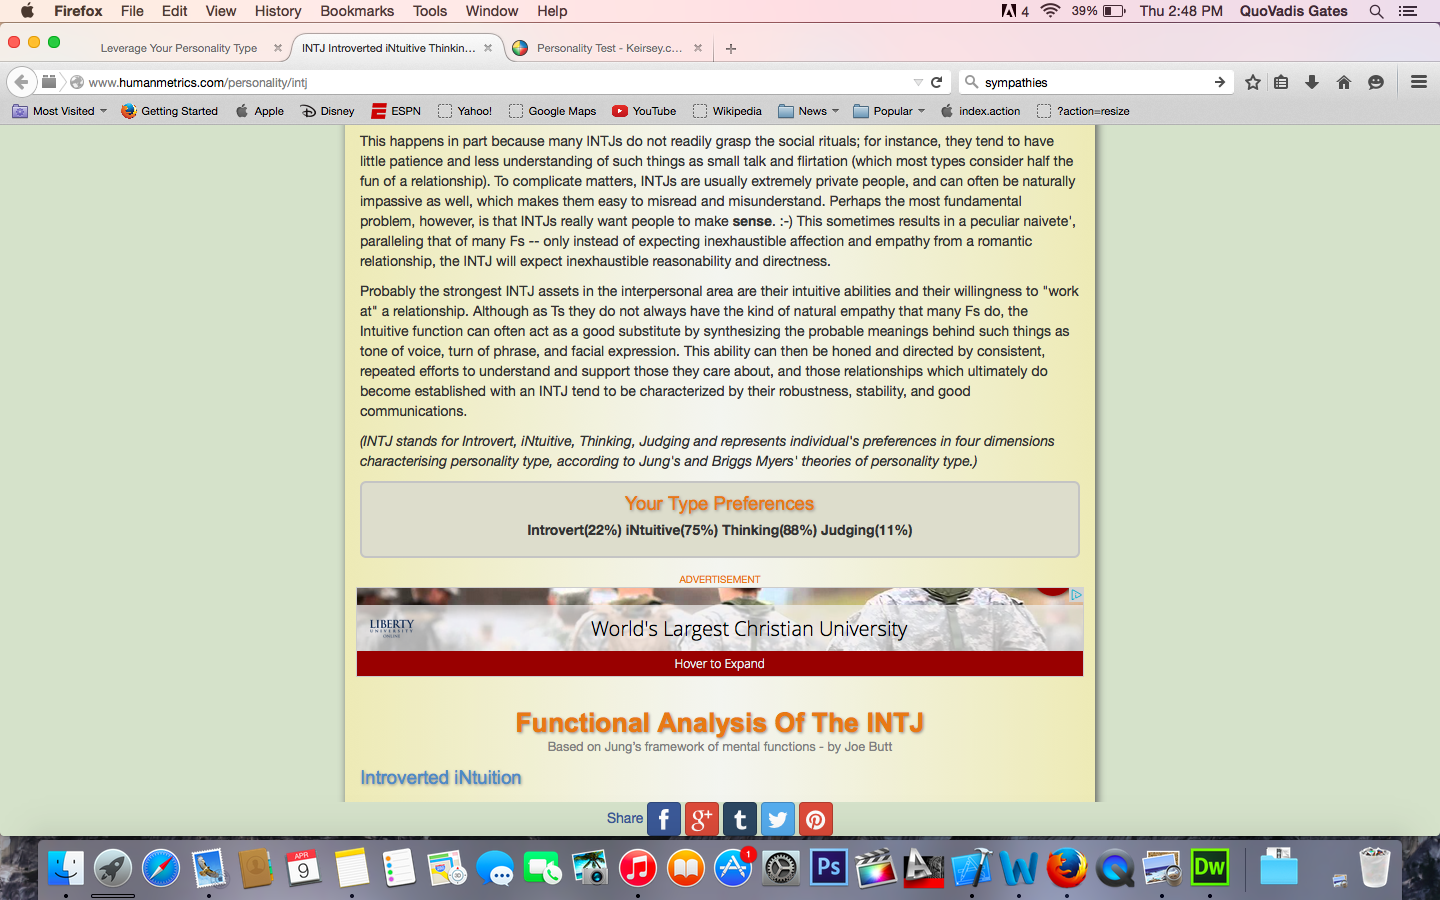 Firefox File Edit View History Bookmarks Tools Window Help 4 39% Thu 2:48 PM QuoVadis Gates
Leverage Your Personality Type INTJ Introverted iNtuitive Thinkin... Personality Test - Keirsey.c...
www.humanmetrics.com/personality/intj sympathies
Most Visited Getting Started Apple Disney ESPN Yahoo! Google Maps YouTube Wikipedia News Popular index.action ?action=resize
This happens in part because many INTJs do not readily grasp the social rituals; for instance, they tend to have
little patience and less understanding of such things as small talk and flirtation (which most types consider half the
fun of a relationship). To complicate matters, INTJs are usually extremely private people, and can often be naturally
impassive as well, which makes them easy to misread and misunderstand. Perhaps the most fundamental
problem, however, is that INTJs really want people to make sense. :-) This sometimes results in a peculiar naivete',
paralleling that of many Fs -- only instead of expecting inexhaustible affection and empathy from a romantic
relationship, the INTJ will expect inexhaustible reasonability and directness.
Probably the strongest INTJ assets in the interpersonal area are their intuitive abilities and their willingness to "work
at" a relationship. Although as Ts they do not always have the kind of natural empathy that many Fs do, the
Intuitive function can often act as a good substitute by synthesizing the probable meanings behind such things as
tone of voice, turn of phrase, and facial expression. This ability can then be honed and directed by consistent,
repeated efforts to understand and support those they care about, and those relationships which ultimately do
become established with an INTJ tend to be characterized by their robustness, stability, and good
communications.
(INTJ stands for Introvert, iNtuitive, Thinking, Judging and represents individual's preferences in four dimensions
characterising personality type, according to Jung's and Briggs Myers' theories of personality type.)
Your Type Preferences
Introvert(22%) iNtuitive(75%) Thinking(88%) Judging(11%)
ADVERTISEMENT
LIBERTY
UNIVERSITY
ONLINE
World's Largest Christian University
Hover to Expand
Functional Analysis Of The INTJ
Based on Jung's framework of mental functions - by Joe Butt
Introverted iNtuition
Share f g+ t
APR
9
1
Ps
W
Dw